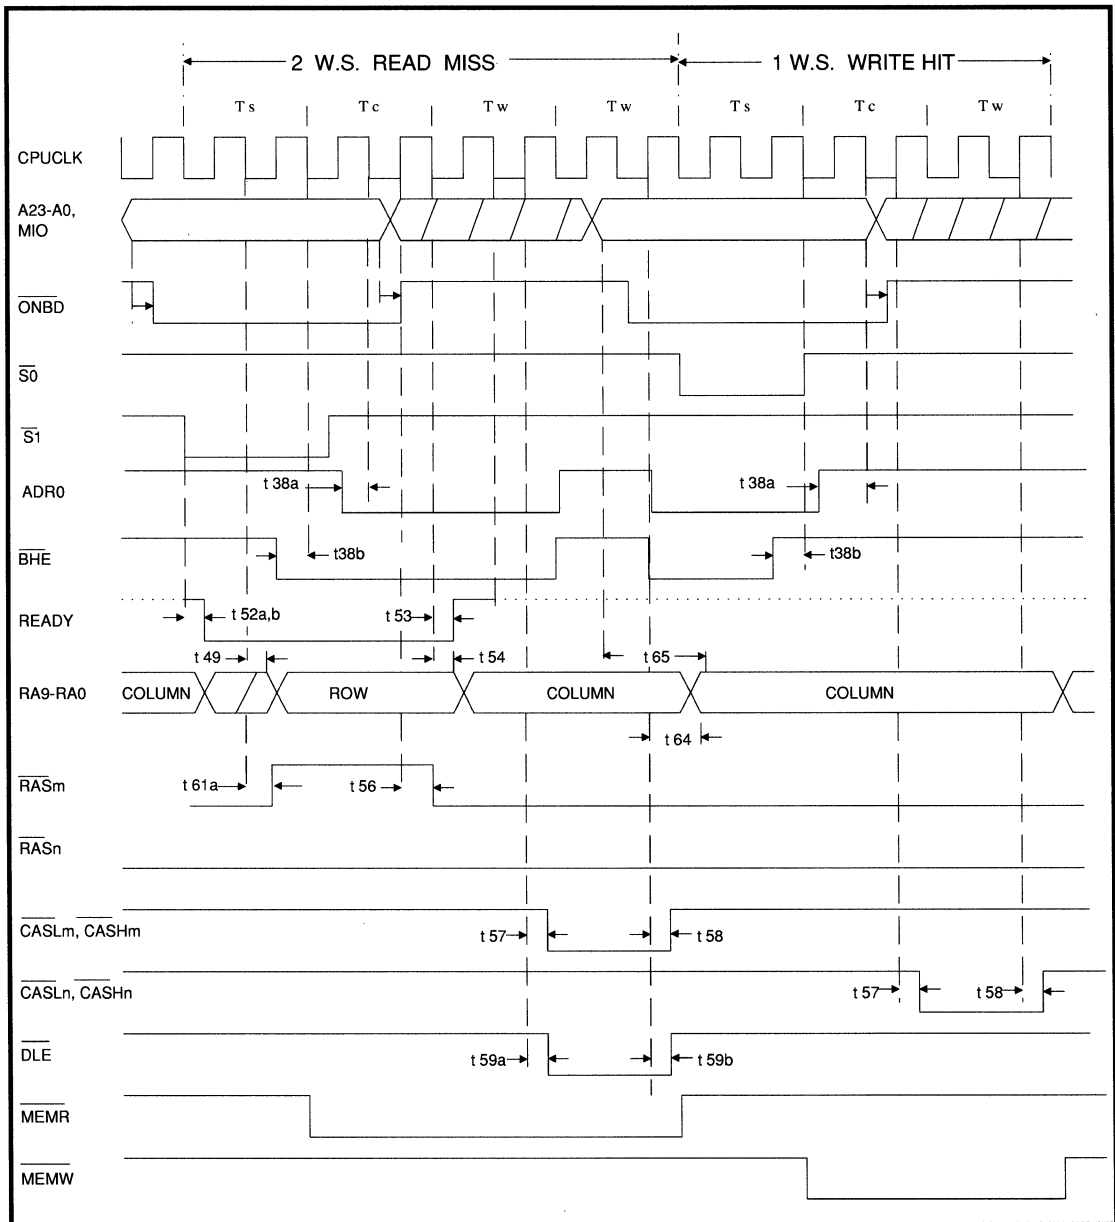 2 W.S. READ MISS
1 W.S. WRITE HIT
Ts Tc Tw Tw Ts Tc Tw
CPUCLK
A23-A0,
MIO
ONBD
S0
S1
t 38a
t 38a
ADR0
t38b
t38b
BHE
t 52a,b
t 53
READY
t 49
t 54
t 65
RA9-RA0
COLUMN
ROW
COLUMN
COLUMN
t 64
t 61a
t 56
RASm
RASn
CASLm, CASHm
t 57
t 58
CASLn, CASHn
t 57
t 58
DLE
t 59a
t 59b
MEMR
MEMW